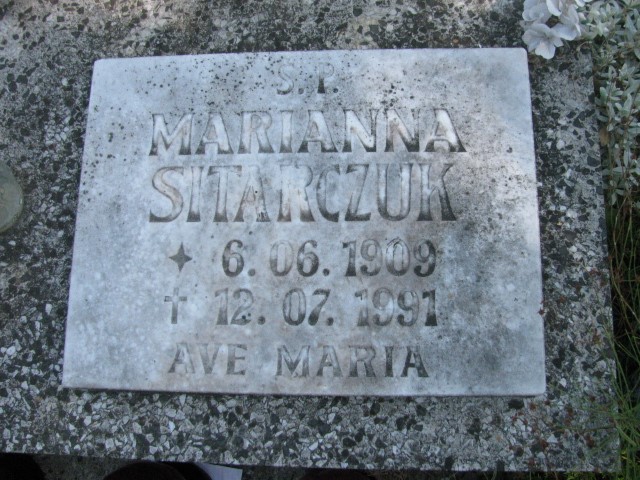 Ś. P.
MARIANNA
SITARCZUK
6. 06. 1909
† 12. 07. 1991
AVE MARIA